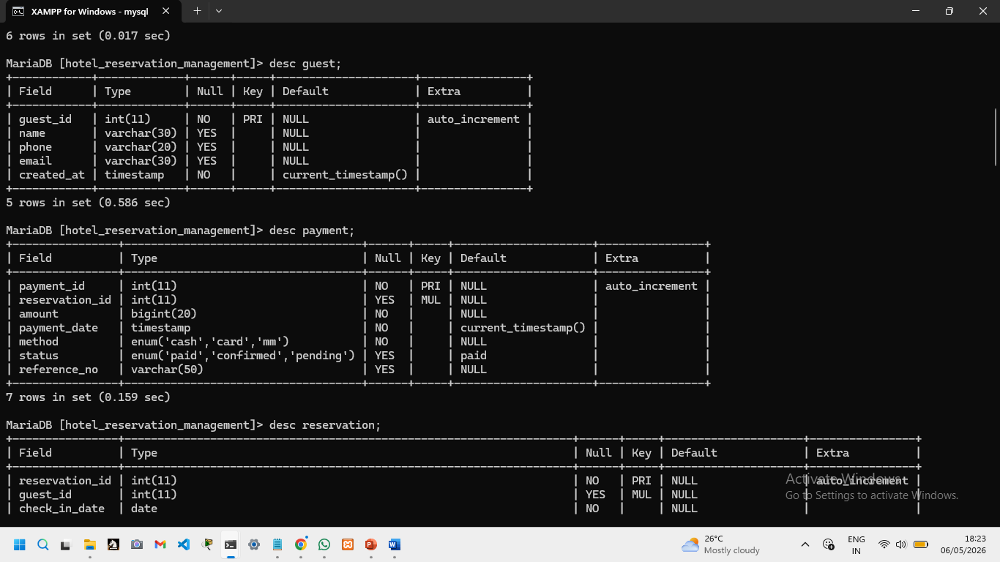 XAMPP for Windows - mysql
6 rows in set (0.017 sec)
MariaDB [hotel_reservation_management]> desc guest;
+------------+-------------+------+-----+---------------------+----------------+
| Field      | Type        | Null | Key | Default             | Extra          |
+------------+-------------+------+-----+---------------------+----------------+
| guest_id   | int(11)     | NO   | PRI | NULL                | auto_increment |
| name       | varchar(30) | YES  |     | NULL                |                |
| phone      | varchar(20) | YES  |     | NULL                |                |
| email      | varchar(30) | YES  |     | NULL                |                |
| created_at | timestamp   | NO   |     | current_timestamp() |                |
+------------+-------------+------+-----+---------------------+----------------+
5 rows in set (0.586 sec)
MariaDB [hotel_reservation_management]> desc payment;
+----------------+------------------------------------+------+-----+---------------------+----------------+
| Field          | Type                               | Null | Key | Default             | Extra          |
+----------------+------------------------------------+------+-----+---------------------+----------------+
| payment_id     | int(11)                            | NO   | PRI | NULL                | auto_increment |
| reservation_id | int(11)                            | YES  | MUL | NULL                |                |
| amount         | bigint(20)                         | NO   |     | NULL                |                |
| payment_date   | timestamp                          | NO   |     | current_timestamp() |                |
| method         | enum('cash','card','mm')           | NO   |     | NULL                |                |
| status         | enum('paid','confirmed','pending') | YES  |     | paid                |                |
| reference_no   | varchar(50)                        | YES  |     | NULL                |                |
+----------------+------------------------------------+------+-----+---------------------+----------------+
7 rows in set (0.159 sec)
MariaDB [hotel_reservation_management]> desc reservation;
+----------------+--------------------------------------------------------------------+------+-----+---------------------+----------------+
| Field          | Type                                                               | Null | Key | Default             | Extra          |
+----------------+--------------------------------------------------------------------+------+-----+---------------------+----------------+
| reservation_id | int(11)                                                            | NO   | PRI | NULL                | auto_increment |
| guest_id       | int(11)                                                            | YES  | MUL | NULL                |                |
| check_in_date  | date                                                               | NO   |     | NULL                |                |
Activate Windows
Go to Settings to activate Windows.
26°C
Mostly cloudy
ENG
IN
18:23
06/05/2026